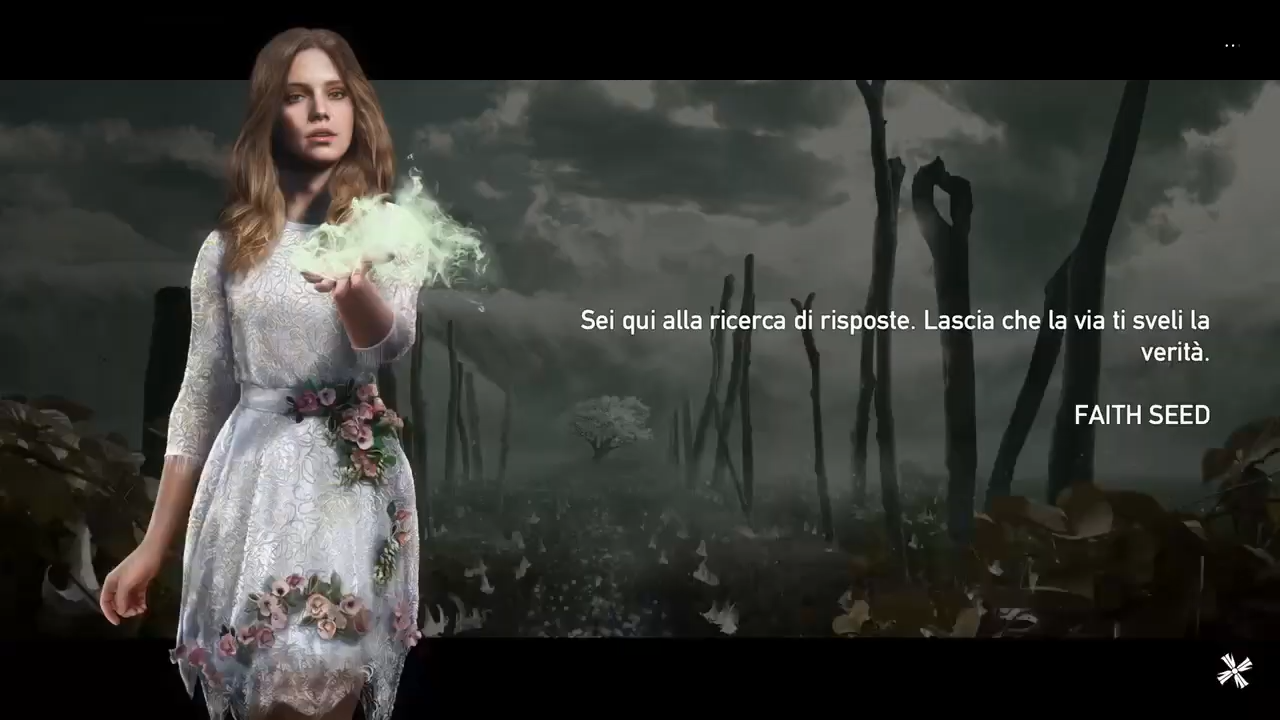 Sei qui alla ricerca di risposte. Lascia che la via ti sveli la
verità.
FAITH SEED